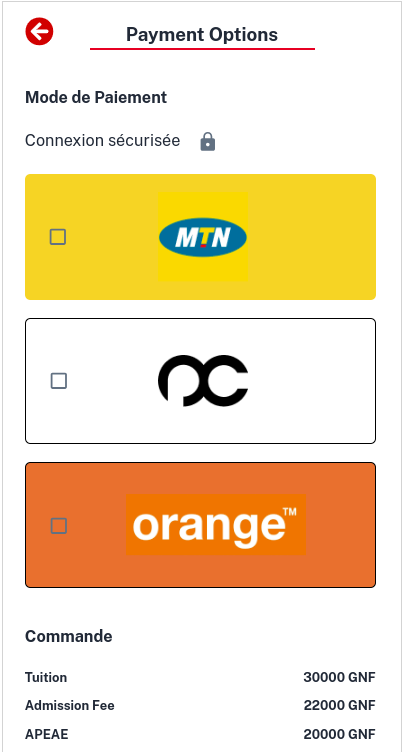 Payment Options
Mode de Paiement
Connexion sécurisée
MTN
orange™
Commande
Tuition 30000 GNF
Admission Fee 22000 GNF
APEAE 20000 GNF